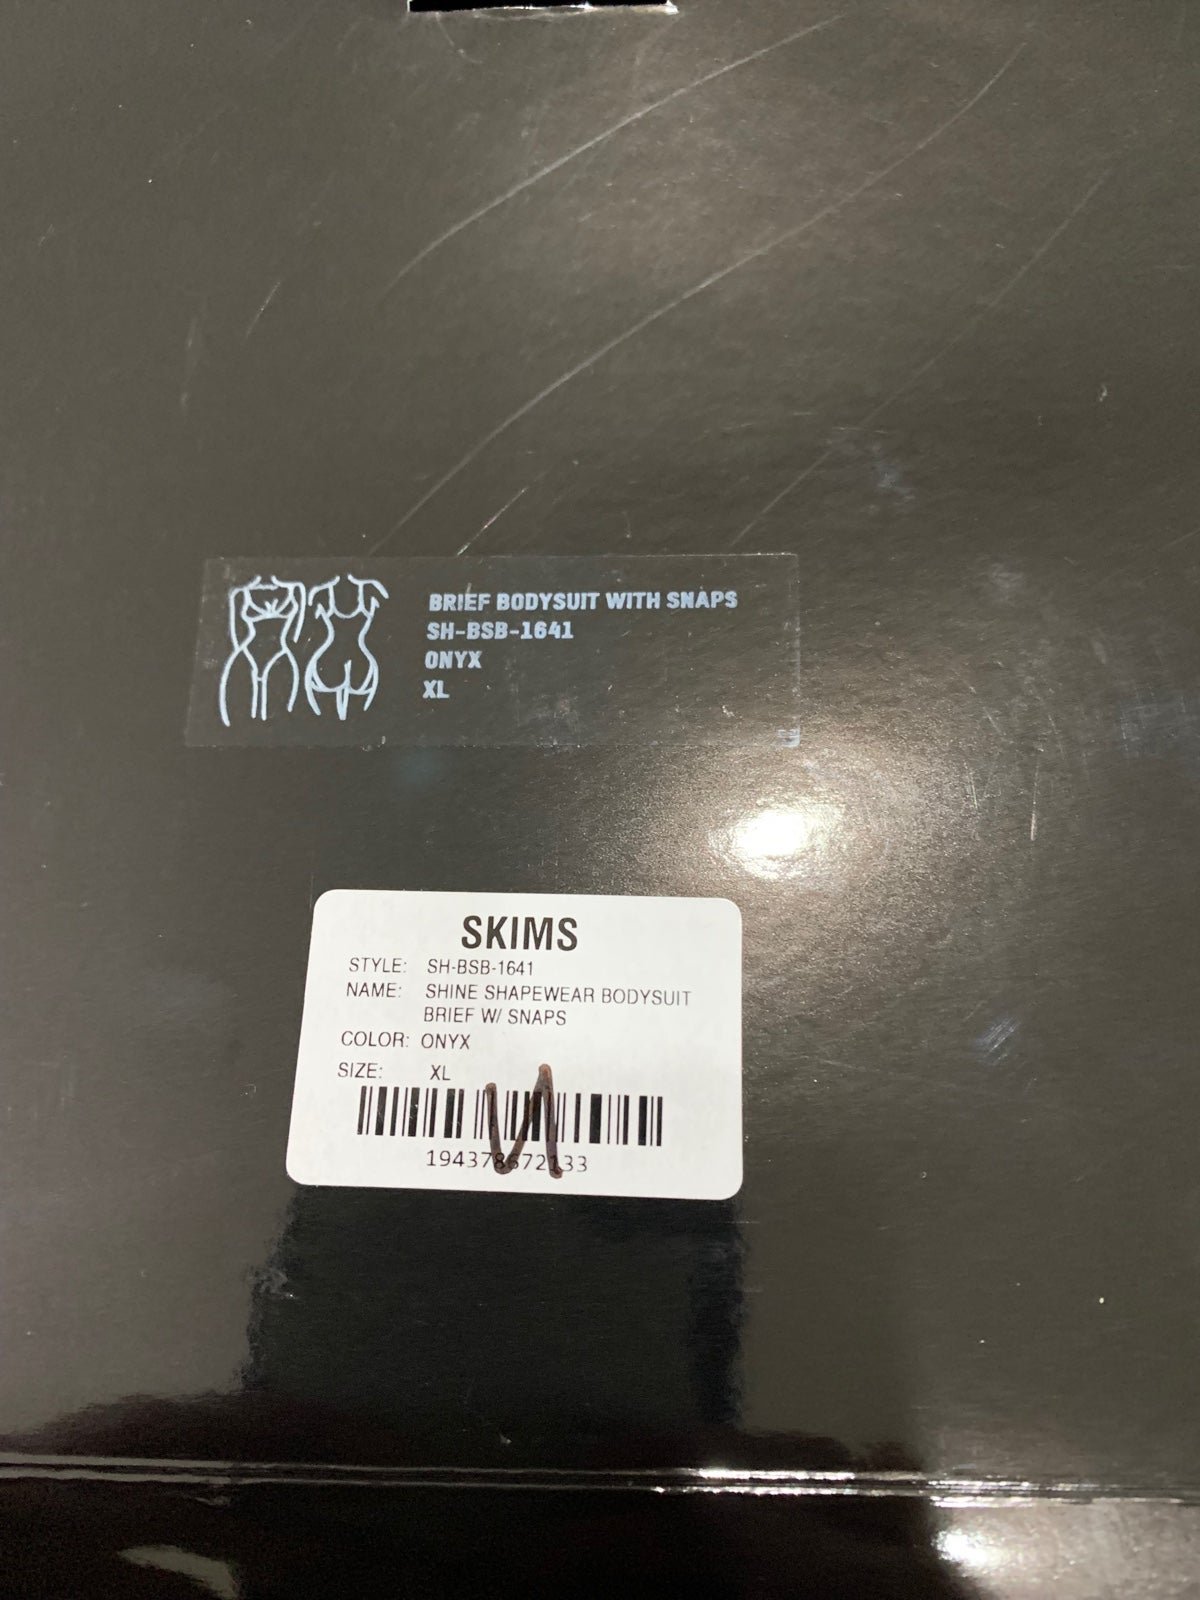 BRIEF BODYSUIT WITH SNAPS
SH-BSB-1641
ONYX
XL
SKIMS
STYLE: SH-BSB-1641
NAME: SHINE SHAPEWEAR BODYSUIT
BRIEF W/ SNAPS
COLOR: ONYX
SIZE: XL
194378672133